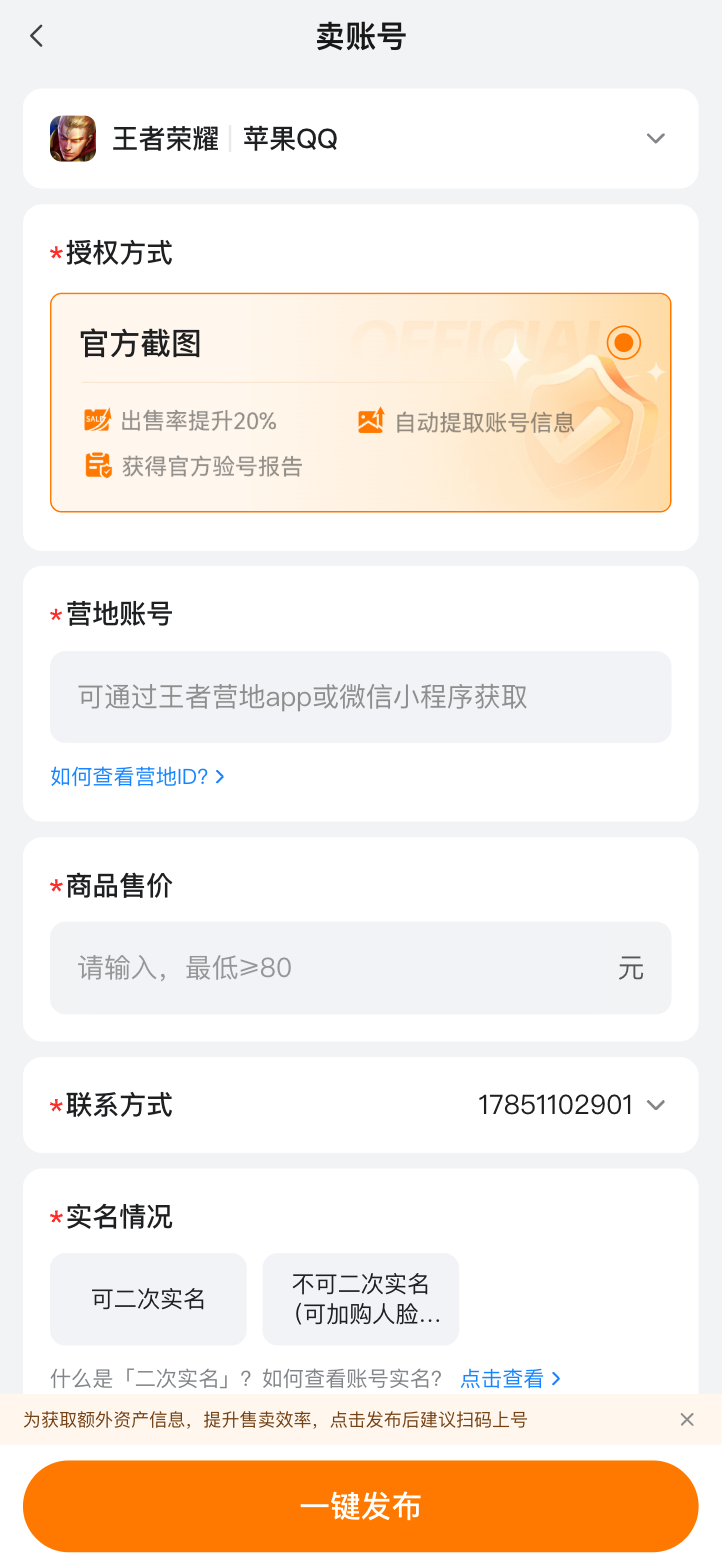 卖账号
王者荣耀 苹果QQ
*授权方式
OFFICIAL
官方截图
SALE 出售率提升20% 自动提取账号信息
获得官方验号报告
*营地账号
可通过王者营地app或微信小程序获取
如何查看营地ID?
*商品售价
请输入，最低≥80 元
*联系方式 17851102901
*实名情况
可二次实名
不可二次实名
（可加购人脸...
什么是「二次实名」？如何查看账号实名？ 点击查看
为获取额外资产信息，提升售卖效率，点击发布后建议扫码上号
一键发布